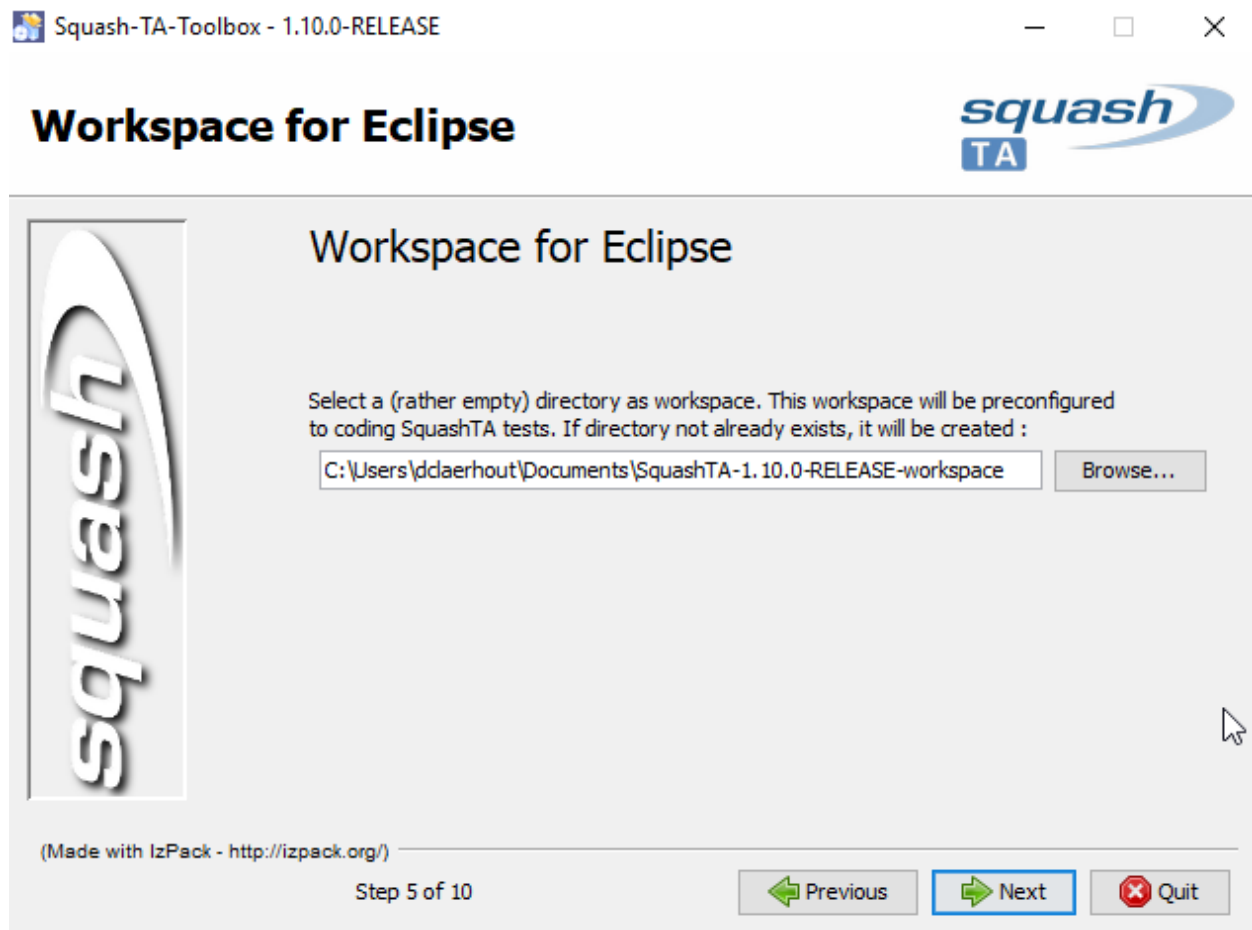 Squash-TA-Toolbox - 1.10.0-RELEASE
Workspace for Eclipse
squash
TA
squash
Workspace for Eclipse
Select a (rather empty) directory as workspace. This workspace will be preconfigured
to coding SquashTA tests. If directory not already exists, it will be created :
C:\Users\dclaerhout\Documents\SquashTA-1.10.0-RELEASE-workspace
Browse...
(Made with IzPack - http://izpack.org/)
Step 5 of 10
Previous
Next
Quit